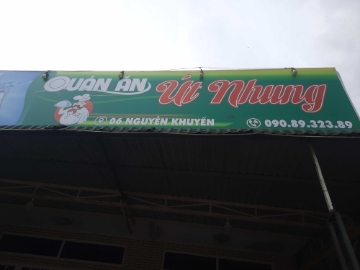 QUÁN ĂN Út Nhung
06 NGUYỄN KHUYẾN
090.89.323.89